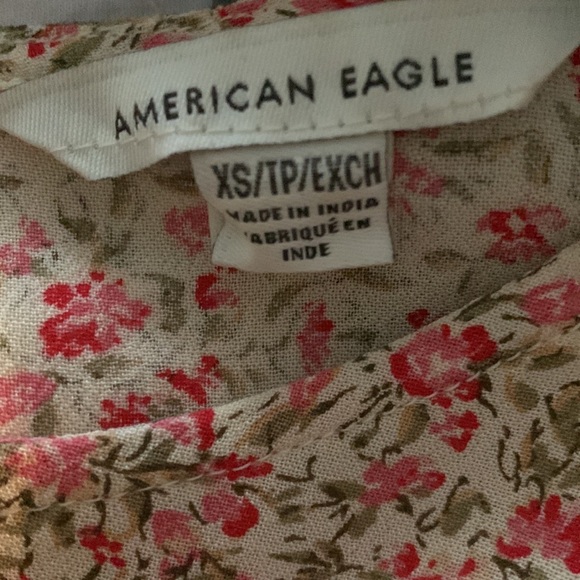 AMERICAN EAGLE
XS/TP/EXCH
MADE IN INDIA
FABRIQUÉ EN
INDE